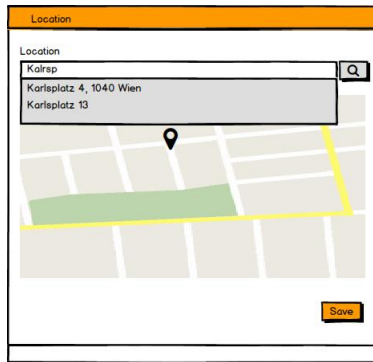 Location
Location
Kalrsp
Karlsplatz 4, 1040 Wien
Karlsplatz 13
Save